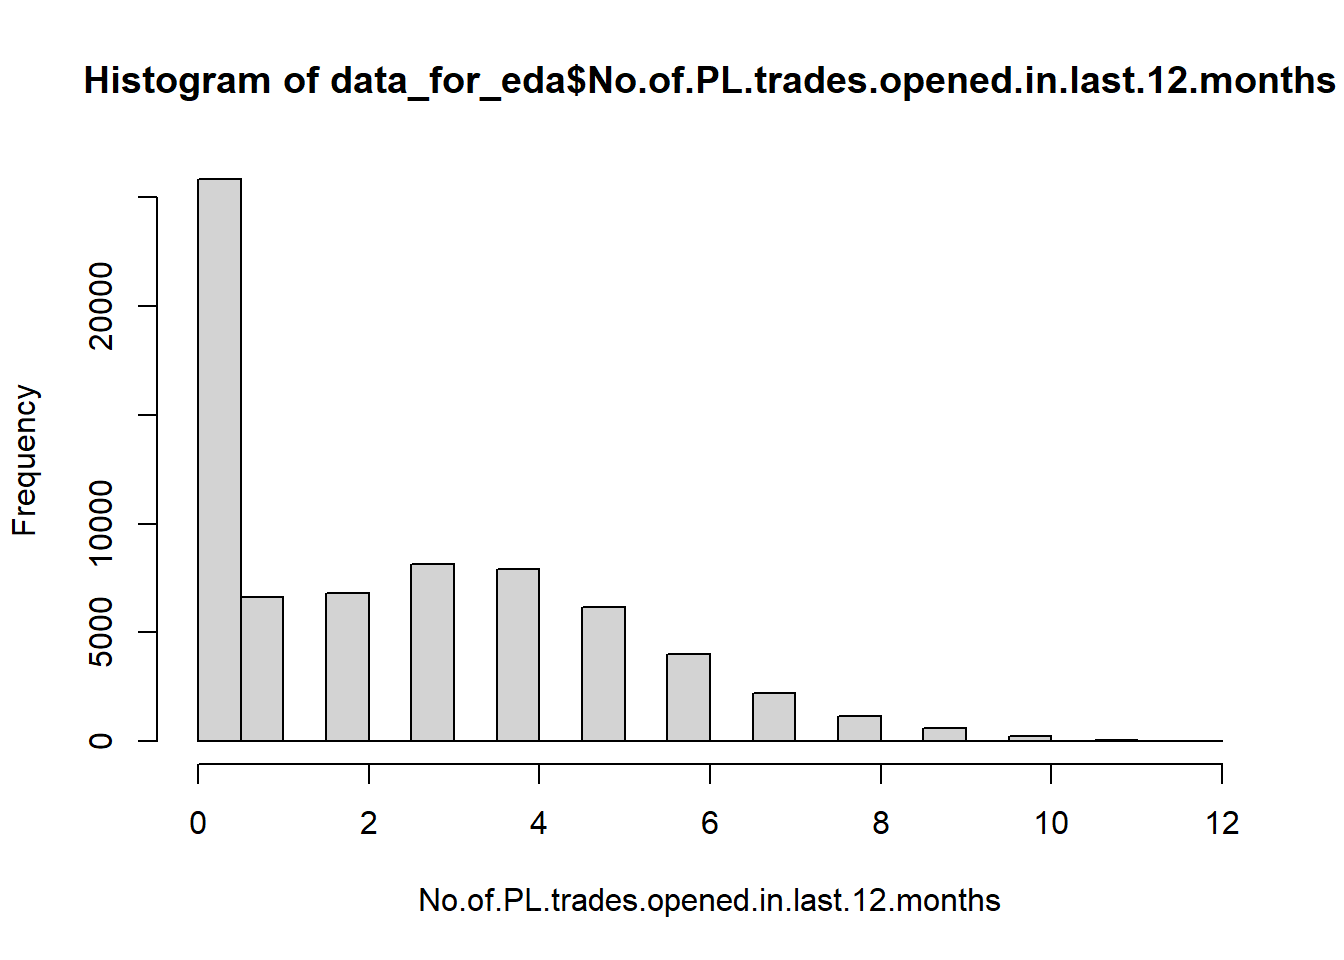 Histogram of data_for_eda$No.of.PL.trades.opened.in.last.12.months
Frequency
20000
10000
5000
0
0 2 4 6 8 10 12
No.of.PL.trades.opened.in.last.12.months